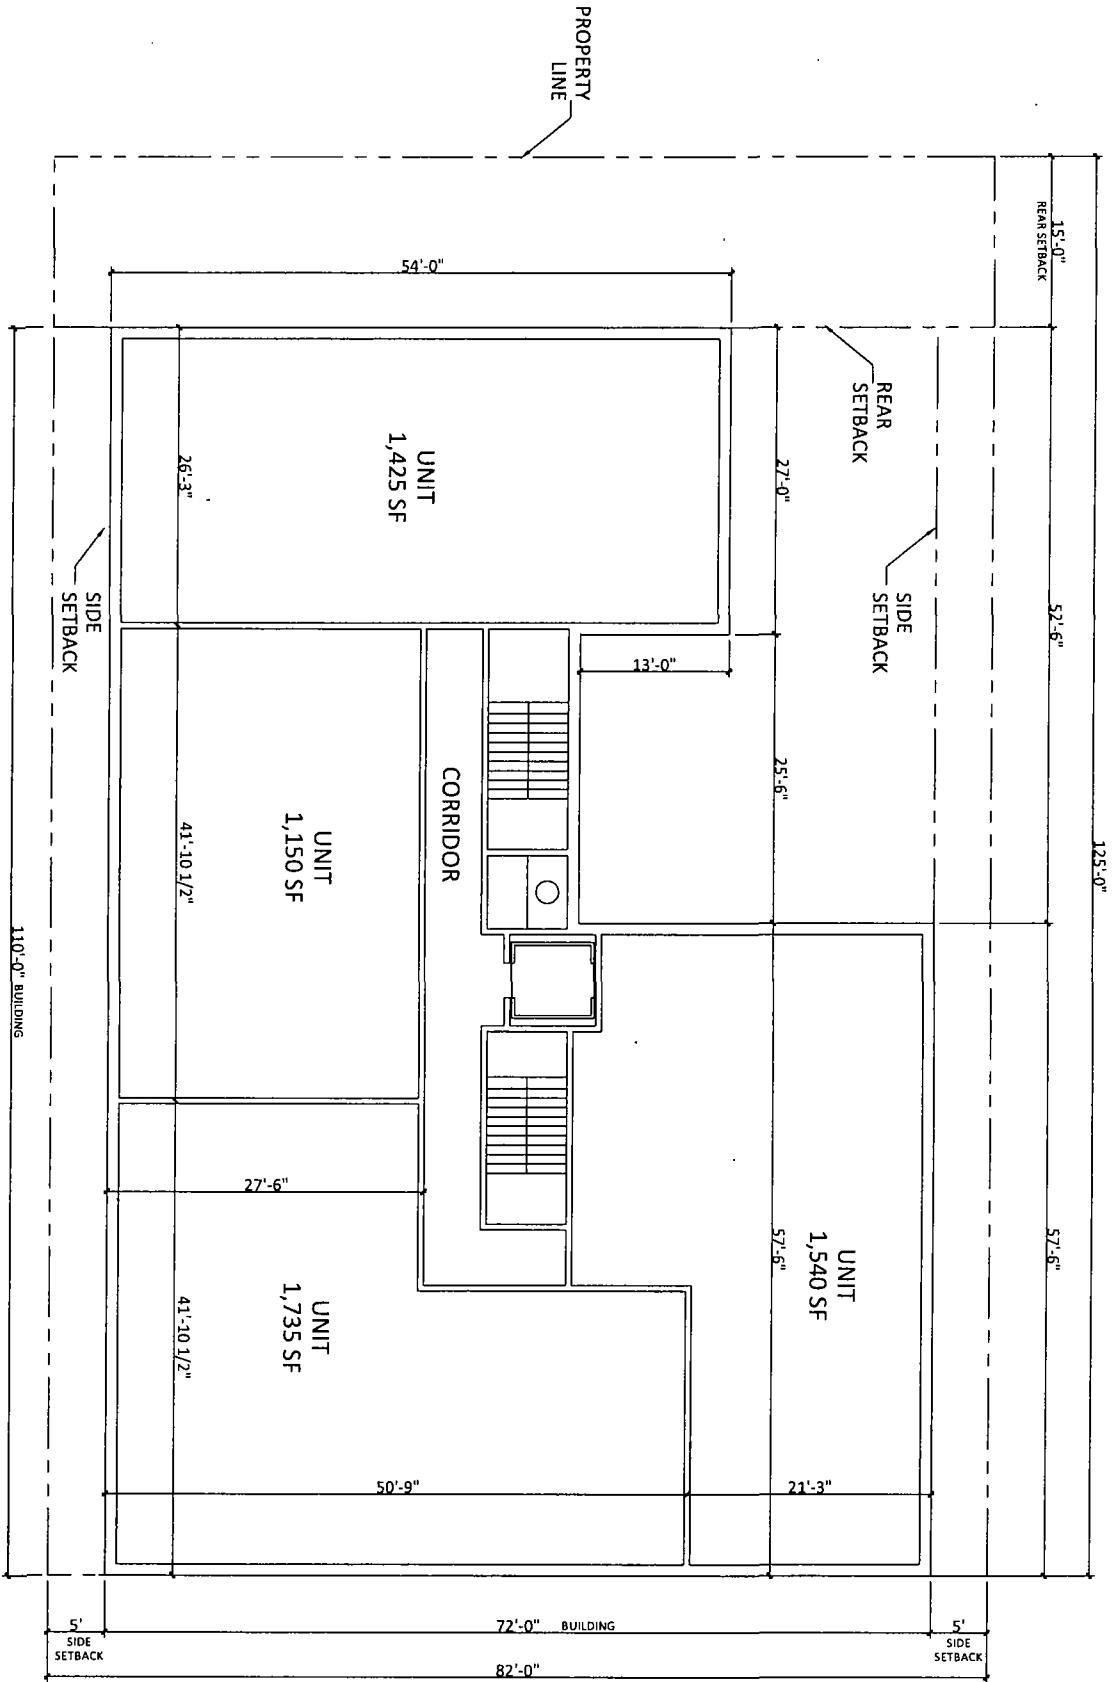 PROPERTY
LINE
15'-0"
REAR SETBACK
54'-0"
REAR
SETBACK
27'-0"
UNIT
1,425 SF
26'-3"
SIDE
SETBACK
SIDE
SETBACK
52'-6"
13'-0"
25'-6"
CORRIDOR
UNIT
1,150 SF
41'-10 1/2"
125'-0"
110'-0" BUILDING
27'-6"
57'-6"
57'-6"
UNIT
1,540 SF
UNIT
1,735 SF
41'-10 1/2"
50'-9"
21'-3"
5'
SIDE
SETBACK
72'-0" BUILDING
5'
SIDE
SETBACK
82'-0"